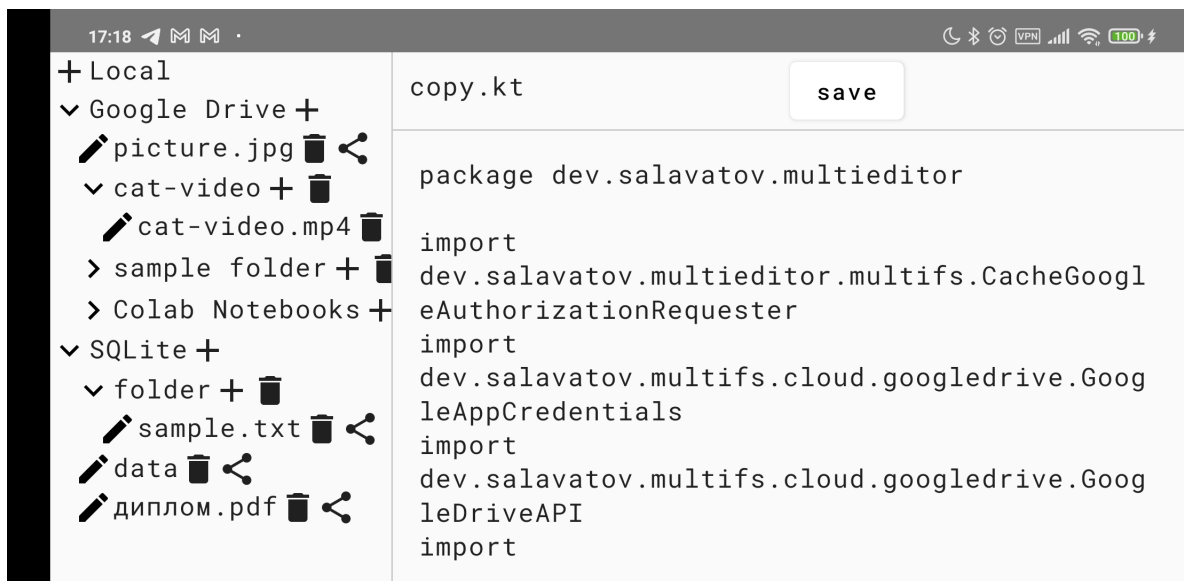 17:18
VPN
100
Local
Google Drive
picture.jpg
cat-video
cat-video.mp4
sample folder
Colab Notebooks
SQLite
folder
sample.txt
data
диплом.pdf
copy.kt
save
package dev.salavatov.multieditor
import
dev.salavatov.multieditor.multifs.CacheGoogl
eAuthorizationRequester
import
dev.salavatov.multifs.cloud.googledrive.Goog
leAppCredentials
import
dev.salavatov.multifs.cloud.googledrive.Goog
leDriveAPI
import